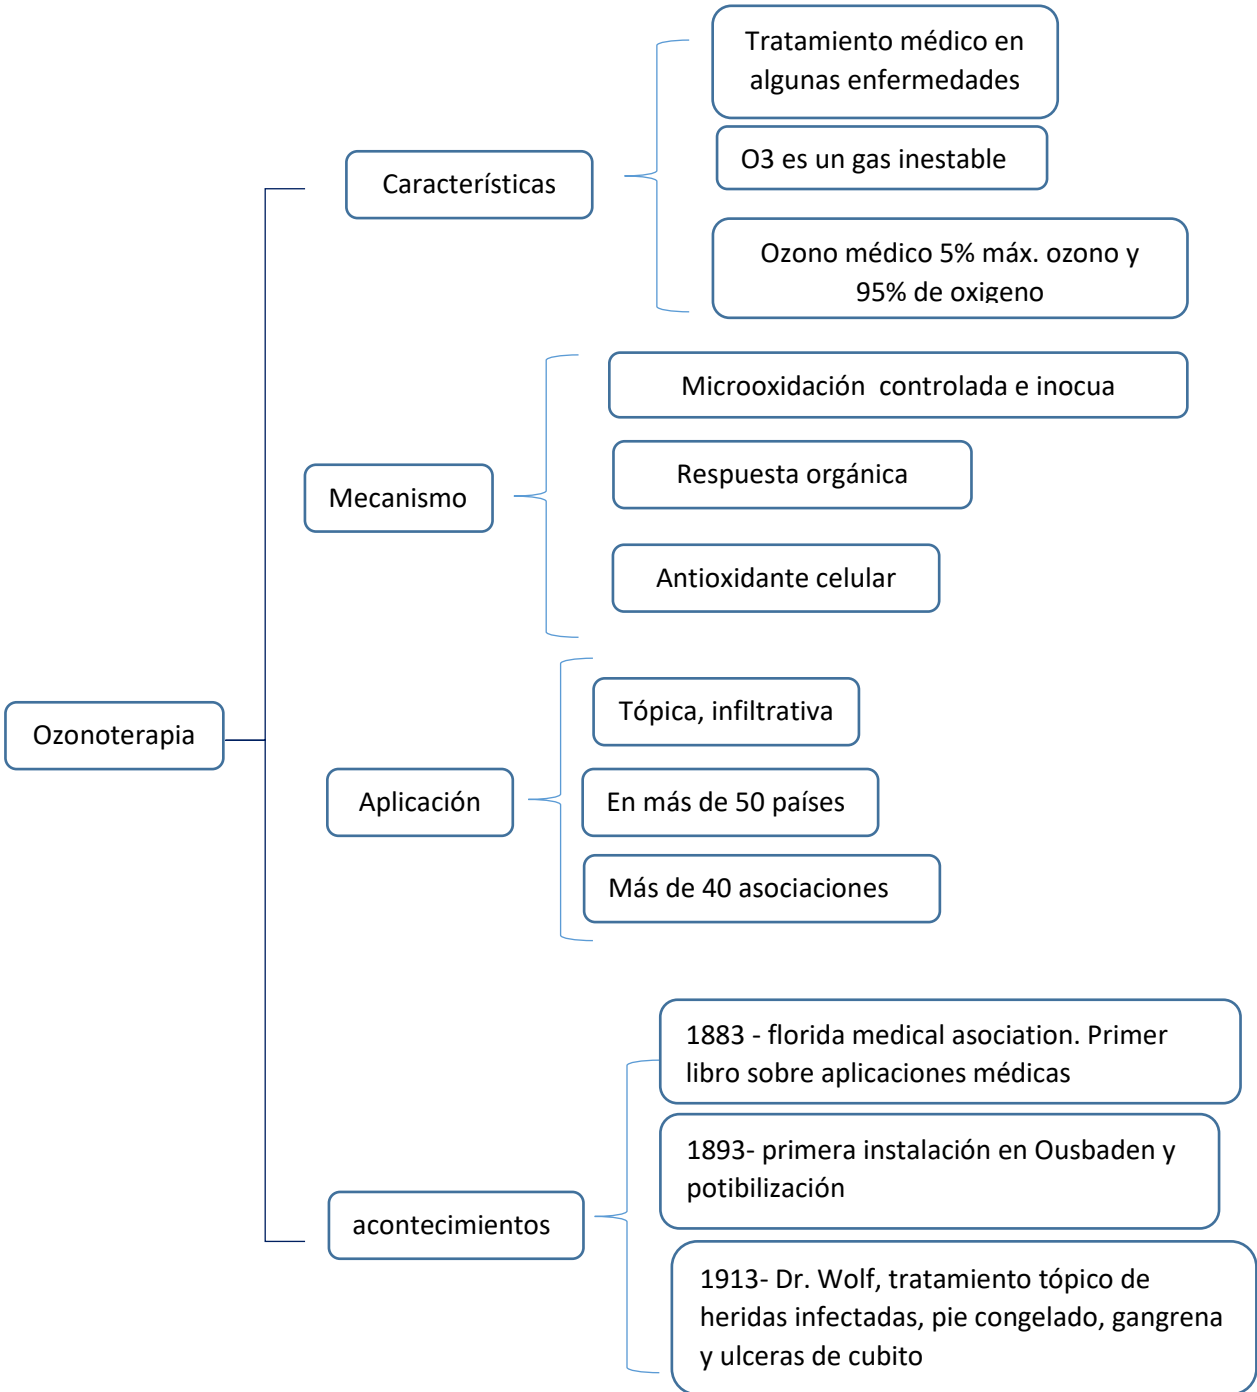 Ozonoterapia
Características
Tratamiento médico en
algunas enfermedades
O3 es un gas inestable
Ozono médico 5% máx. ozono y
95% de oxigeno
Mecanismo
Microoxidación  controlada e inocua
Respuesta orgánica
Antioxidante celular
Aplicación
Tópica, infiltrativa
En más de 50 países
Más de 40 asociaciones
acontecimientos
1883 - florida medical asociation. Primer
libro sobre aplicaciones médicas
1893- primera instalación en Ousbaden y
potibilización
1913- Dr. Wolf, tratamiento tópico de
heridas infectadas, pie congelado, gangrena
y ulceras de cubito